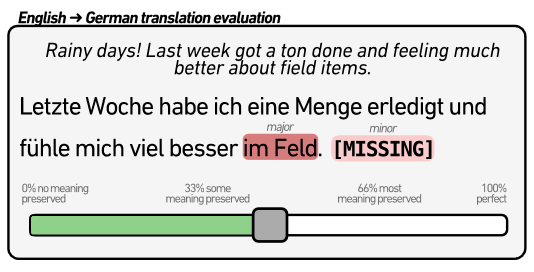 English → German translation evaluation
Rainy days! Last week got a ton done and feeling much
better about field items.
Letzte Woche habe ich eine Menge erledigt und
major minor
fühle mich viel besser im Feld. [MISSING]
0% no meaning 33% some 66% most 100%
preserved meaning preserved meaning preserved perfect